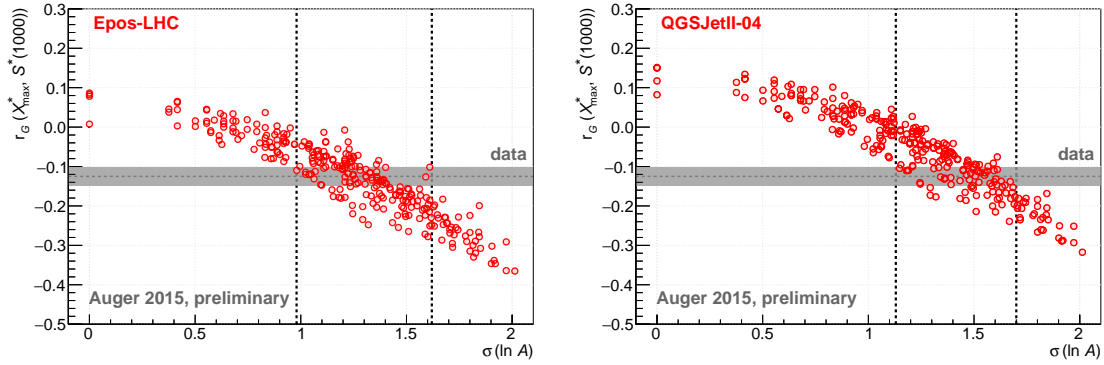 Epos-LHC
r_G (X*_max, S*(1000))
0.3
0.2
0.1
0.0
−0.1
−0.2
−0.3
−0.4
−0.5
data
Auger 2015, preliminary
0 0.5 1 1.5 2
σ(ln A)
QGSJetII-04
r_G (X*_max, S*(1000))
0.3
0.2
0.1
0.0
−0.1
−0.2
−0.3
−0.4
−0.5
data
Auger 2015, preliminary
0 0.5 1 1.5 2
σ(ln A)